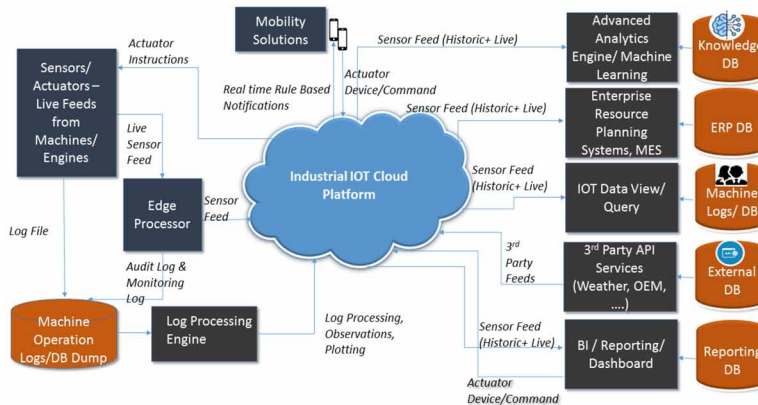 Mobility
Solutions
Actuator
Instructions
Sensors/
Actuators –
Live Feeds
from
Machines/
Engines
Real time Rule Based
Notifications
Actuator
Device/Command
Sensor Feed (Historic+ Live)
Advanced
Analytics
Engine/ Machine
Learning
Knowledge
DB
Live
Sensor
Feed
Sensor Feed (Historic+ Live)
Enterprise
Resource
Planning
Systems, MES
ERP DB
Industrial IOT Cloud
Platform
Edge
Processor
Sensor
Feed
Sensor Feed
(Historic+ Live)
IOT Data View/
Query
Machine
Logs/ DB
Log File
Audit Log &
Monitoring
Log
3rd
Party
Feeds
3rd Party API
Services
(Weather, OEM,
....)
API
External
DB
Machine
Operation
Logs/DB Dump
Log Processing
Engine
Log Processing,
Observations,
Plotting
Sensor Feed
(Historic+ Live)
BI / Reporting/
Dashboard
Reporting
DB
Actuator
Device/Command